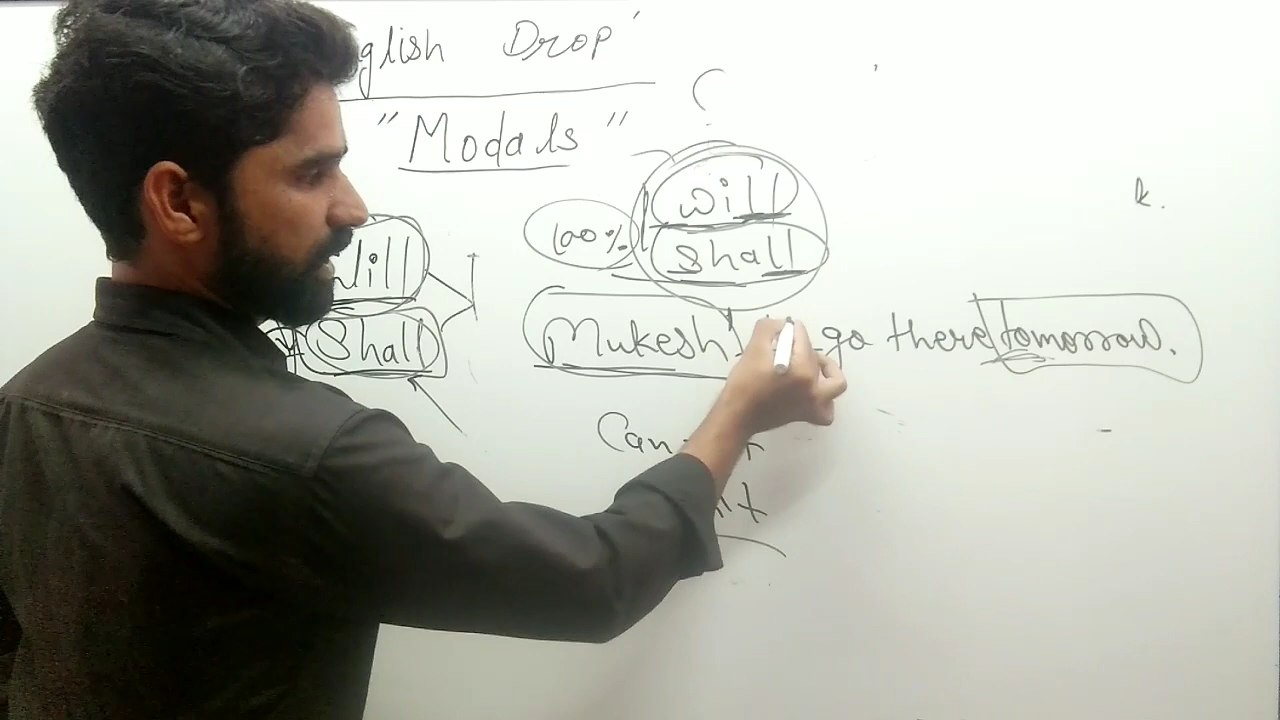 glish Drop'
"Modals"
will
100%
shall
Will
Shall
Mukesh go there tomorrow.
Can
k.